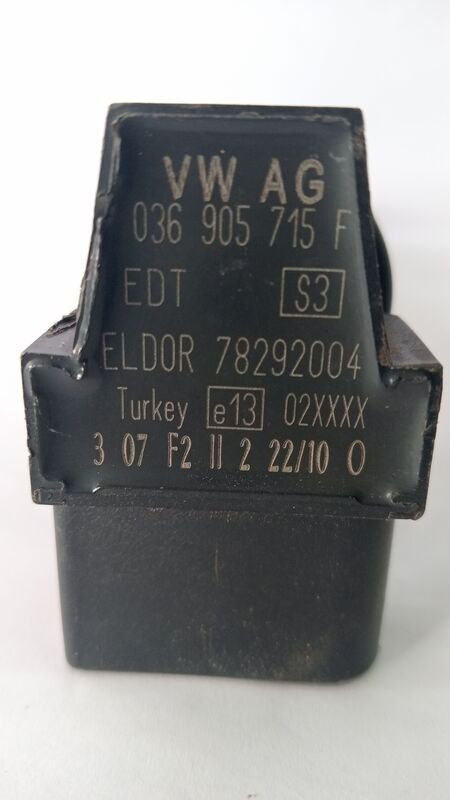 VW AG
036 905 715 F
EDT S3
ELDOR 78292004
Turkey e13 02XXXX
3 07 F2 II 2 22/10 O